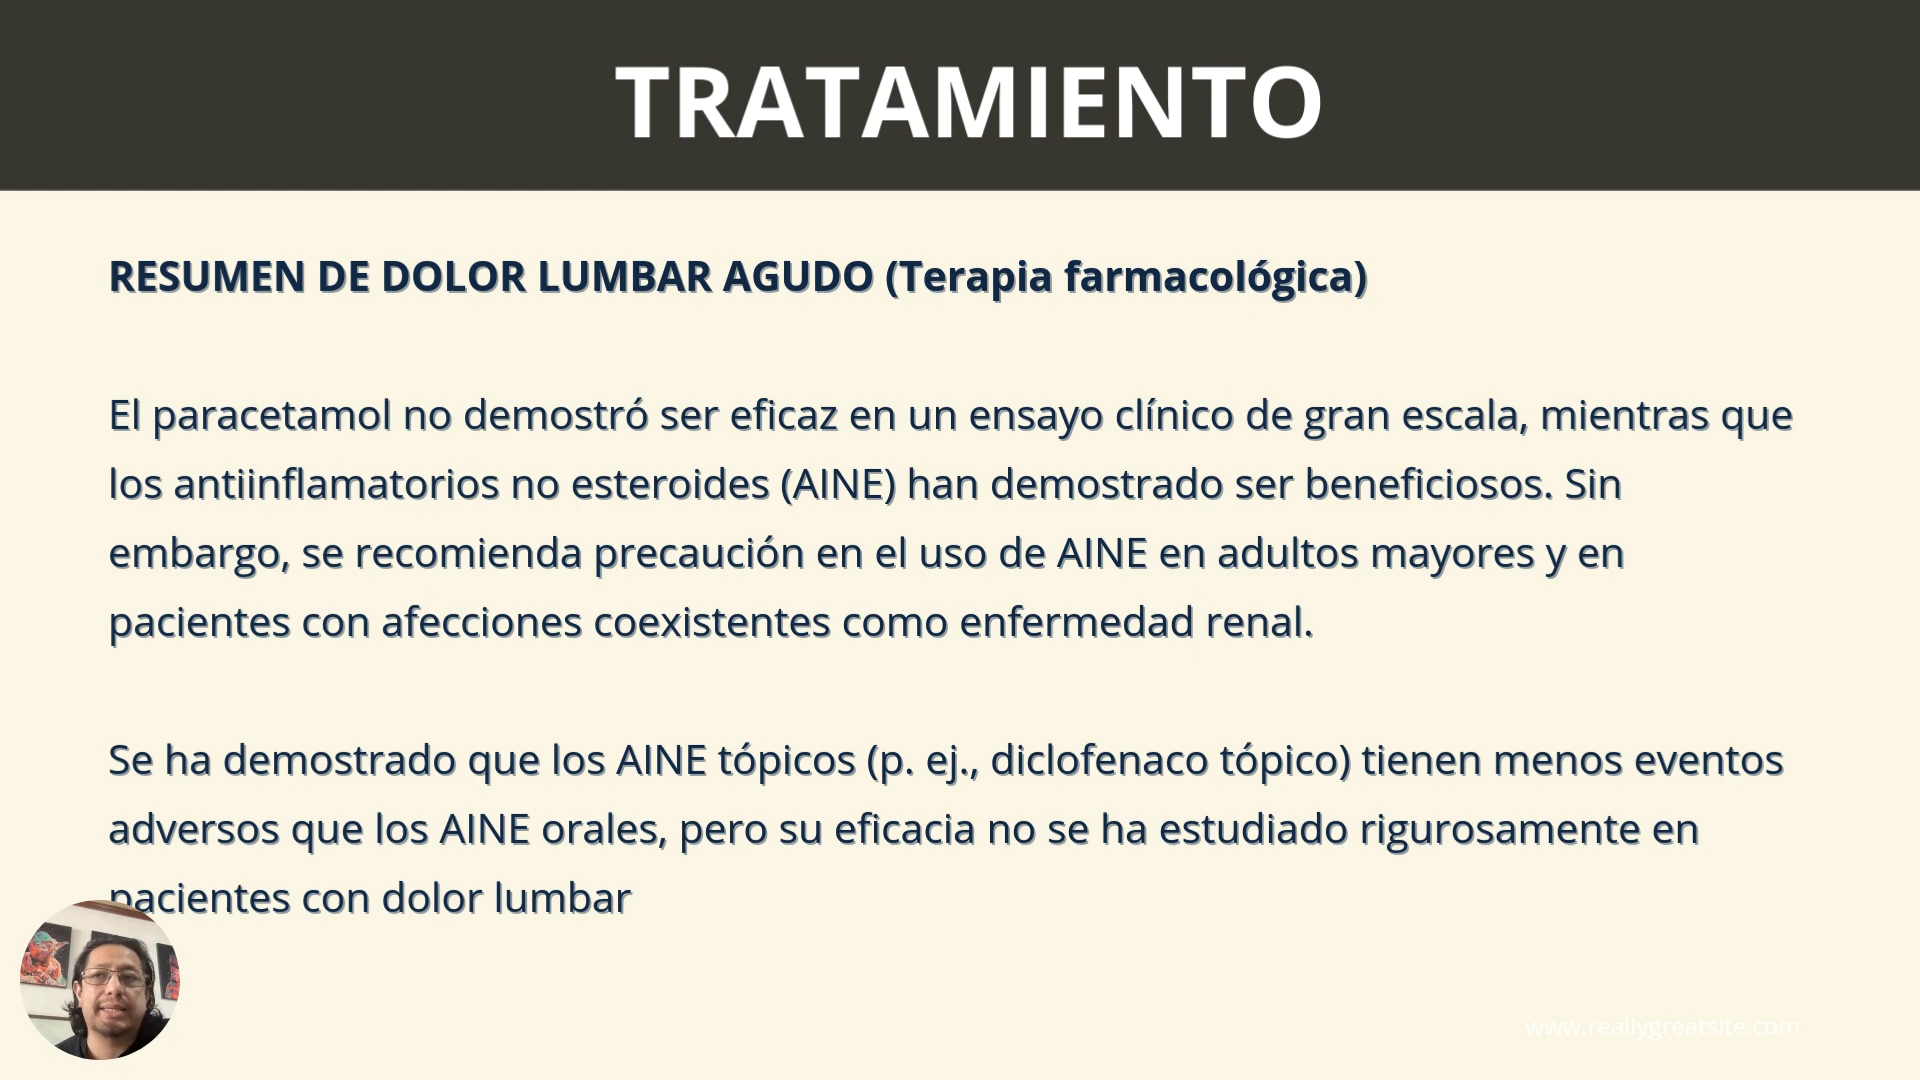 TRATAMIENTO
RESUMEN DE DOLOR LUMBAR AGUDO (Terapia farmacológica)
El paracetamol no demostró ser eficaz en un ensayo clínico de gran escala, mientras que
los antiinflamatorios no esteroides (AINE) han demostrado ser beneficiosos. Sin
embargo, se recomienda precaución en el uso de AINE en adultos mayores y en
pacientes con afecciones coexistentes como enfermedad renal.
Se ha demostrado que los AINE tópicos (p. ej., diclofenaco tópico) tienen menos eventos
adversos que los AINE orales, pero su eficacia no se ha estudiado rigurosamente en
pacientes con dolor lumbar
www.reallygreatsite.com